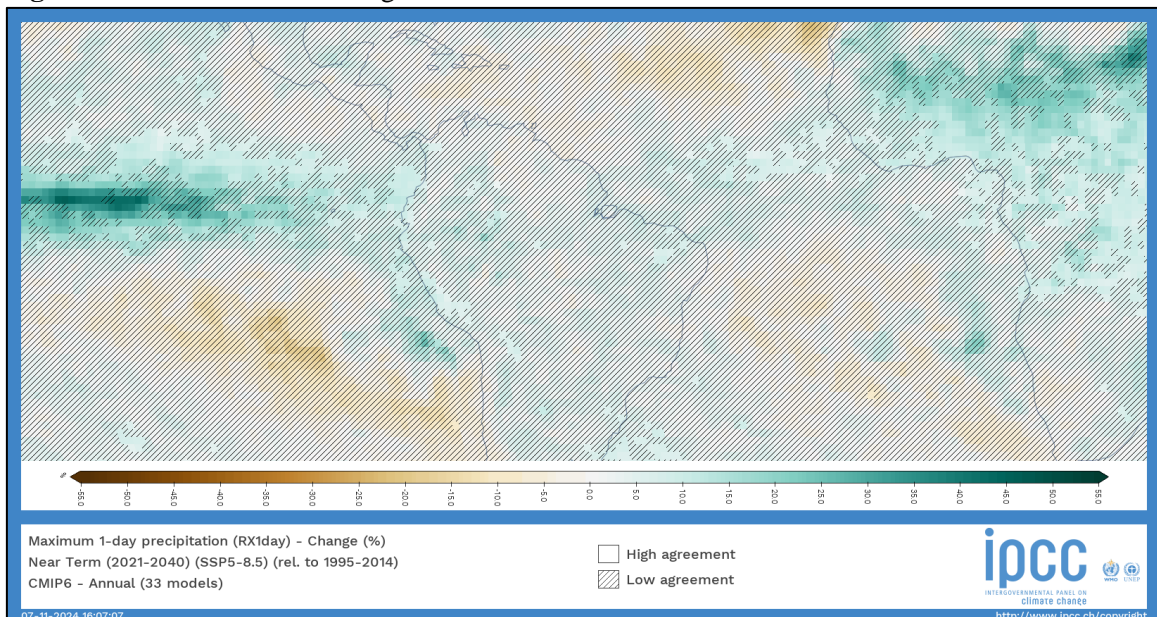 -55.0 -50.0 -45.0 -40.0 -35.0 -30.0 -25.0 -20.0 -15.0 -10.0 -5.0 0.0 5.0 10.0 15.0 20.0 25.0 30.0 35.0 40.0 45.0 50.0 55.0
%
Maximum 1-day precipitation (RX1day) - Change (%)
Near Term (2021-2040) (SSP5-8.5) (rel. to 1995-2014)
CMIP6 - Annual (33 models)
High agreement
Low agreement
ipcc
INTERGOVERNMENTAL PANEL ON
climate change
WMO
UNEP
07-11-2024 16:07:07
http://www.ipcc.ch/copyright